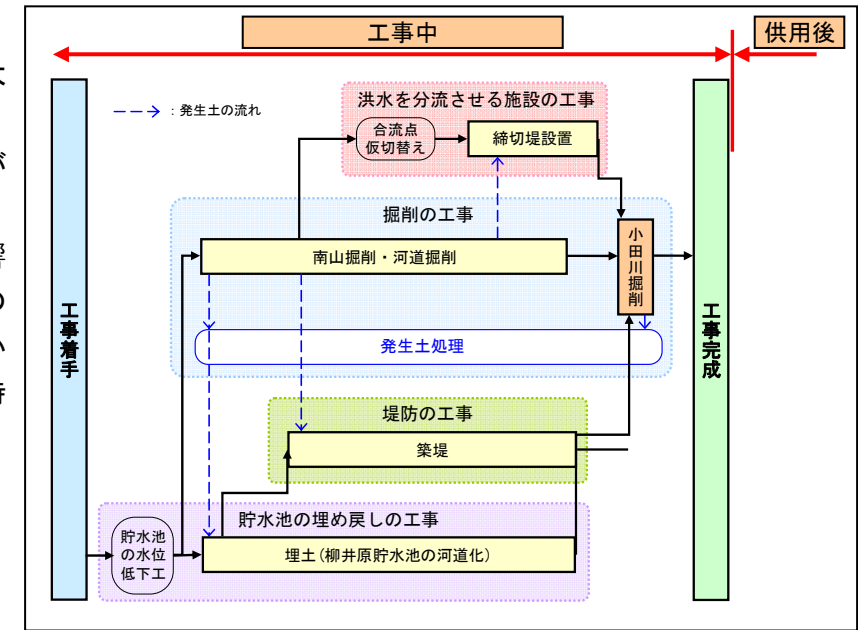 工事中
供用後
：発生土の流れ
洪水を分流させる施設の工事
合流点
仮切替え
締切堤設置
掘削の工事
南山掘削・河道掘削
小田川掘削
発生土処理
工事着手
工事完成
堤防の工事
築堤
貯水池の埋め戻しの工事
貯水池
の水位
低下工
埋土（柳井原貯水池の河道化）